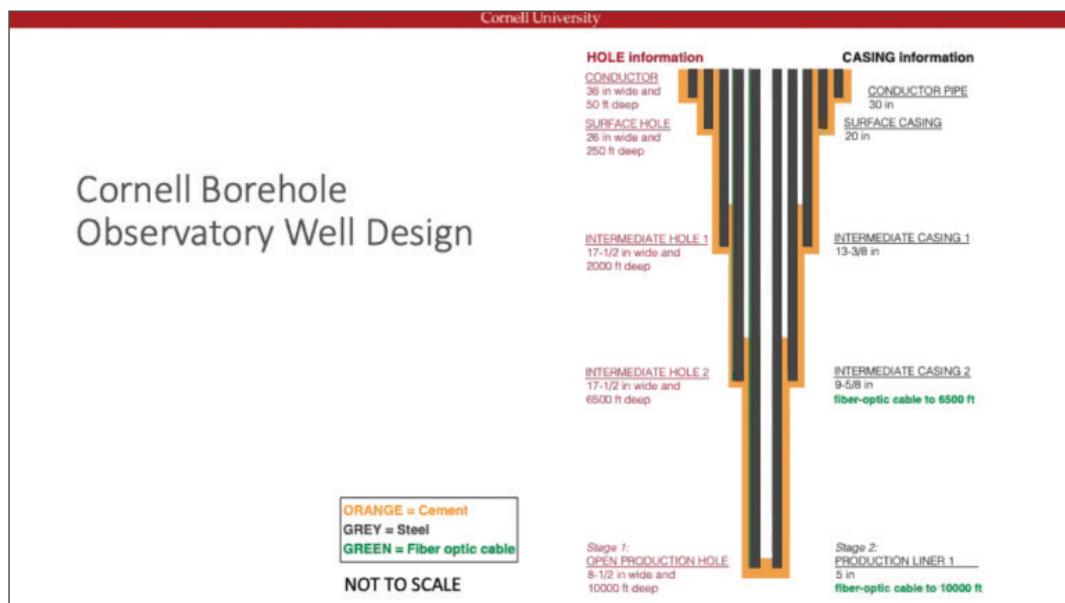 Cornell University
Cornell Borehole
Observatory Well Design
HOLE information
CONDUCTOR
36 in wide and
50 ft deep
SURFACE HOLE
26 in wide and
250 ft deep
INTERMEDIATE HOLE 1
17-1/2 in wide and
2000 ft deep
INTERMEDIATE HOLE 2
17-1/2 in wide and
6500 ft deep
Stage 1:
OPEN PRODUCTION HOLE
8-1/2 in wide and
10000 ft deep
CASING information
CONDUCTOR PIPE
30 in
SURFACE CASING
20 in
INTERMEDIATE CASING 1
13-3/8 in
INTERMEDIATE CASING 2
9-5/8 in
fiber-optic cable to 6500 ft
Stage 2:
PRODUCTION LINER 1
5 in
fiber-optic cable to 10000 ft
ORANGE = Cement
GREY = Steel
GREEN = Fiber optic cable
NOT TO SCALE